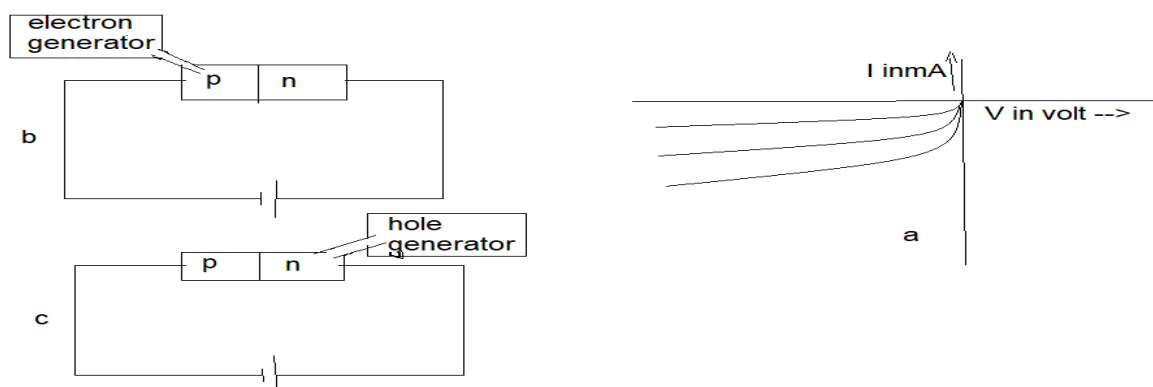 electron
generator
p n
b
hole
generator
p n
c
I inmA
V in volt -->
a